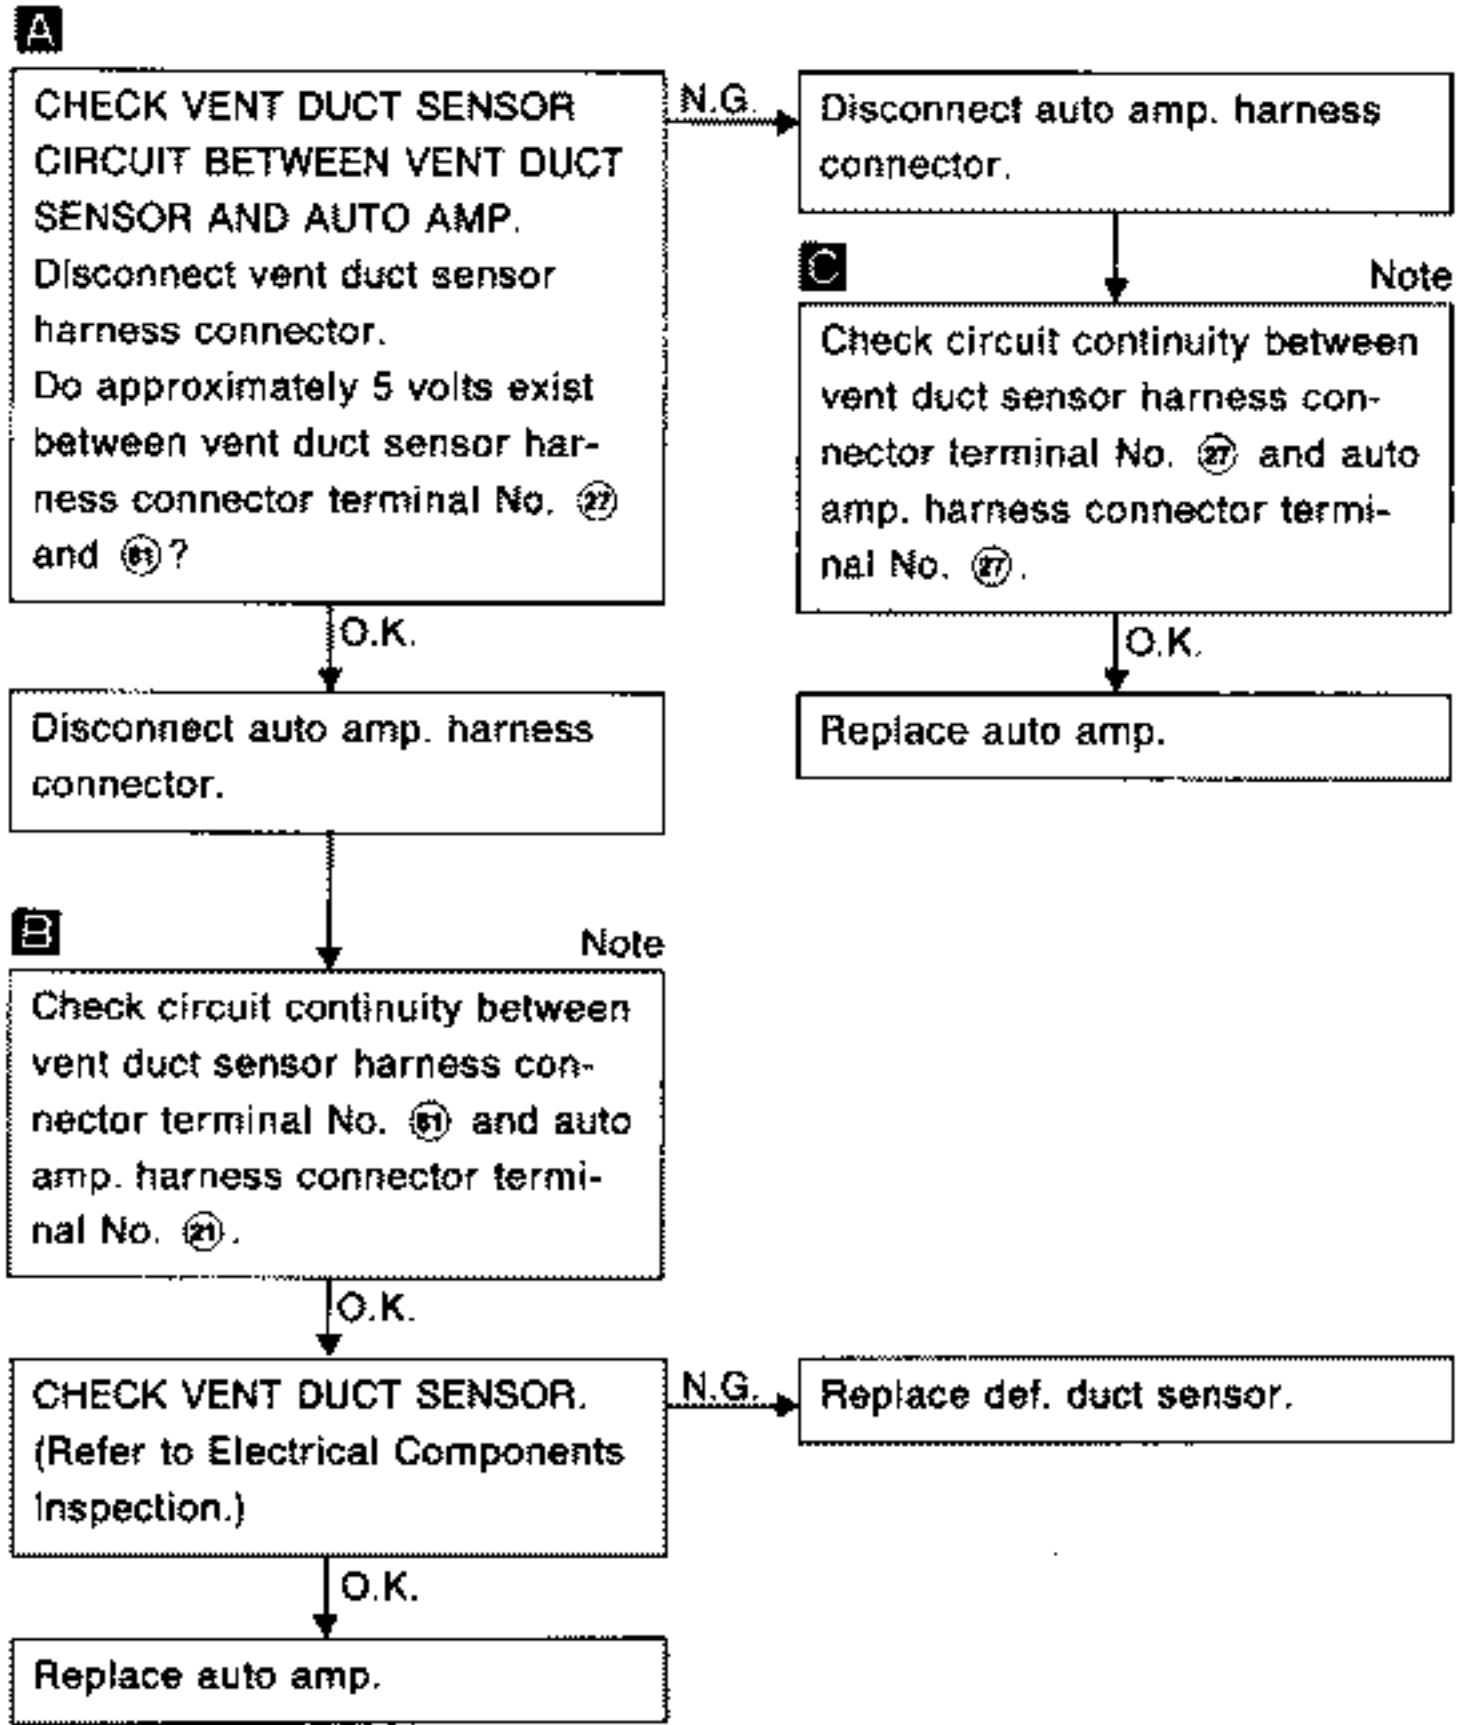 A
CHECK VENT DUCT SENSOR
CIRCUIT BETWEEN VENT DUCT
SENSOR AND AUTO AMP.
Disconnect vent duct sensor
harness connector.
Do approximately 5 volts exist
between vent duct sensor har-
ness connector terminal No. 27
and 61?
N.G.
Disconnect auto amp. harness
connector.
C
Note
Check circuit continuity between
vent duct sensor harness con-
nector terminal No. 27 and auto
amp. harness connector termi-
nal No. 27.
O.K.
Replace auto amp.
O.K.
Disconnect auto amp. harness
connector.
B
Note
Check circuit continuity between
vent duct sensor harness con-
nector terminal No. 61 and auto
amp. harness connector termi-
nal No. 21.
O.K.
CHECK VENT DUCT SENSOR.
(Refer to Electrical Components
Inspection.)
N.G.
Replace def. duct sensor.
O.K.
Replace auto amp.